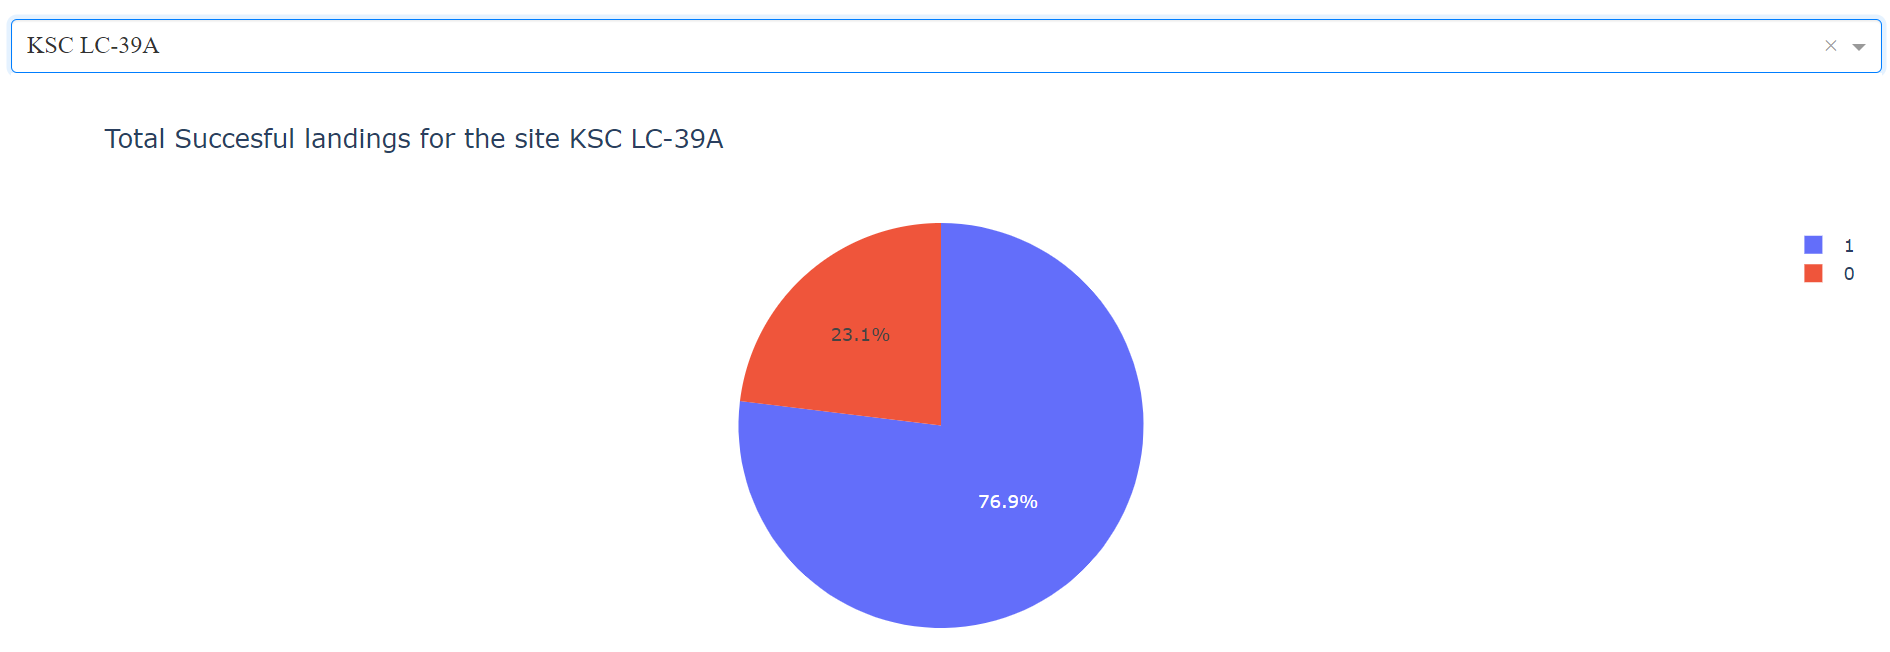 KSC LC-39A
Total Succesful landings for the site KSC LC-39A
1
0
23.1%
76.9%